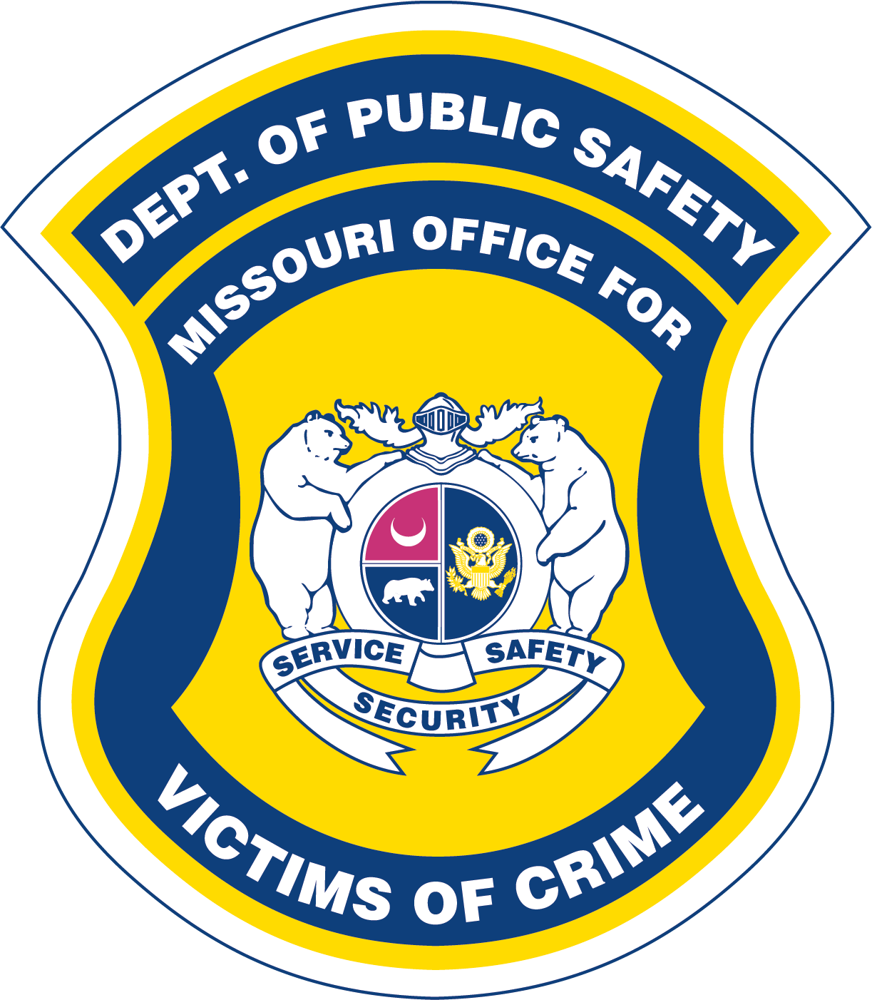 DEPT. OF PUBLIC SAFETY
MISSOURI OFFICE FOR
SERVICE SAFETY
SECURITY
VICTIMS OF CRIME